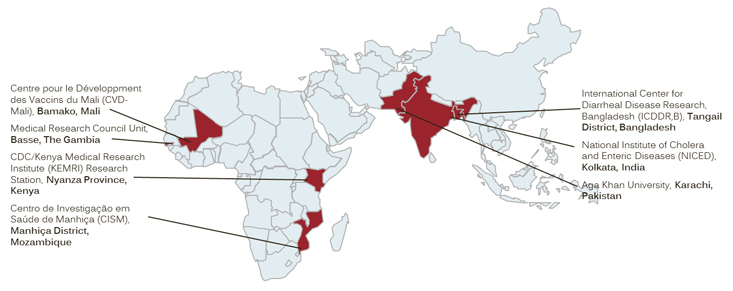 Centre pour le Développment
des Vaccins du Mali (CVD-
Mali), Bamako, Mali
Medical Research Council Unit,
Basse, The Gambia
CDC/Kenya Medical Research
Institute (KEMRI) Research
Station, Nyanza Province,
Kenya
Centro de Investigação em
Saúde de Manhiça (CISM),
Manhiça District,
Mozambique
International Center for
Diarrheal Disease Research,
Bangladesh (ICDDR,B), Tangail
District, Bangladesh
National Institute of Cholera
and Enteric Diseases (NICED),
Kolkata, India
Aga Khan University, Karachi,
Pakistan